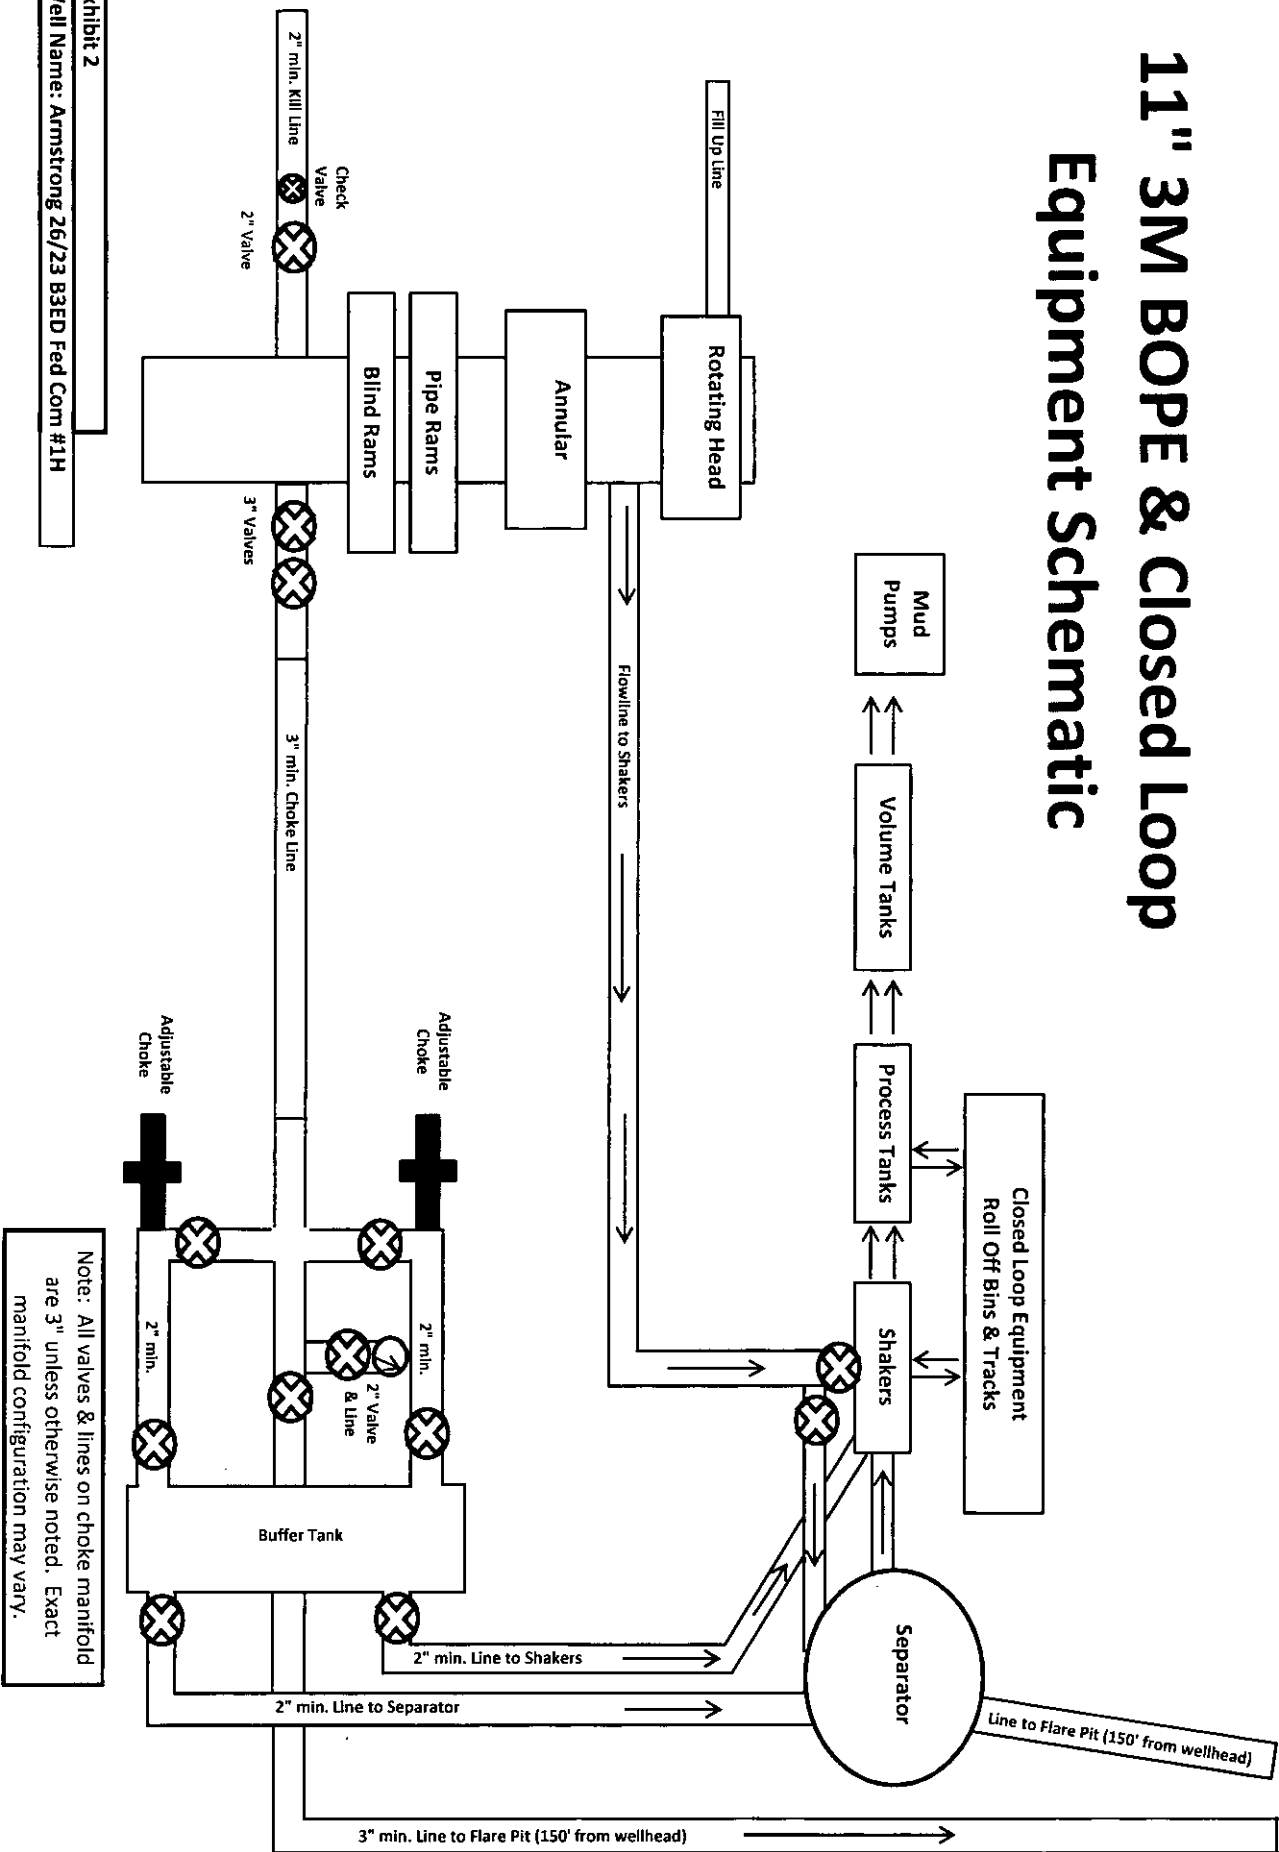 11" 3M BOPE & Closed Loop
Equipment Schematic
Mud
Pumps
Volume Tanks
Process Tanks
Closed Loop Equipment
Roll Off Bins & Tracks
Shakers
Separator
Line to Flare Pit (150' from wellhead)
Fill Up Line
Rotating Head
Flowline to Shakers
Annular
Pipe Rams
Blind Rams
Check
Valve
2" min. Kill Line
2" Valve
3" Valves
3" min. Choke Line
Adjustable
Choke
Adjustable
Choke
2" min.
2" Valve
& Line
2" min.
Buffer Tank
2" min. Line to Shakers
2" min. Line to Separator
3" min. Line to Flare Pit (150' from wellhead)
Note: All valves & lines on choke manifold
are 3" unless otherwise noted. Exact
manifold configuration may vary.
xhibit 2
ell Name: Armstrong 26/23 B3ED Fed Com #1H